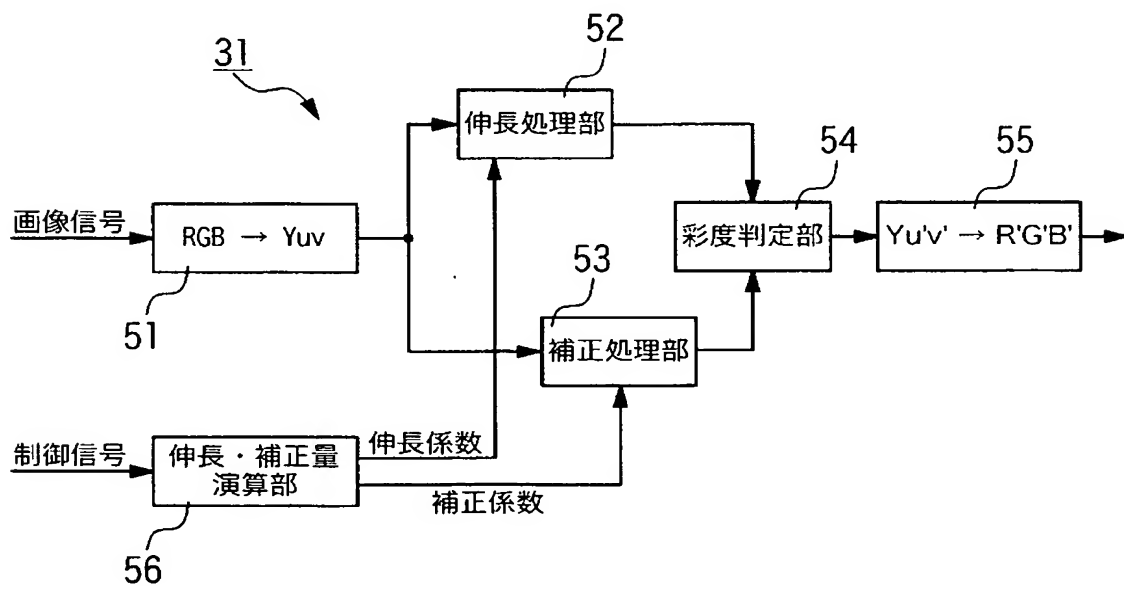 31
52
伸長処理部
54
55
画像信号
RGB → Yuv
彩度判定部
Yu'v' → R'G'B'
51
53
補正処理部
制御信号
伸長・補正量
演算部
伸長係数
補正係数
56